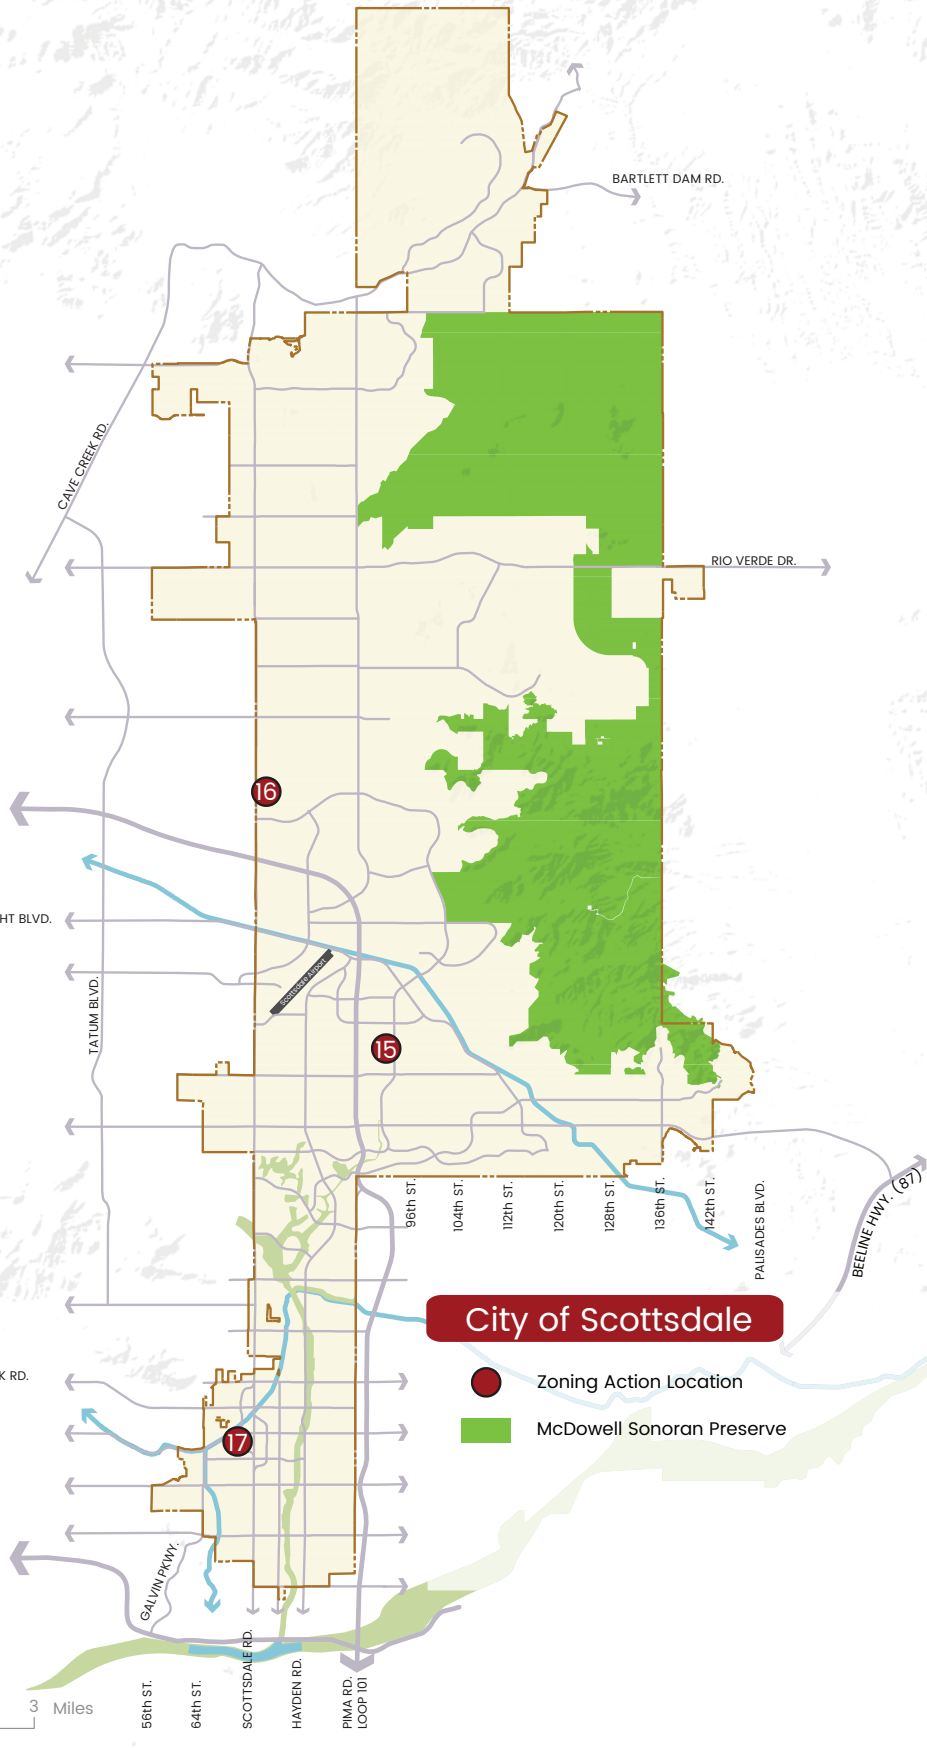 BARTLETT DAM RD.
CAVE CREEK RD.
RIO VERDE DR.
16
HT BLVD.
Scottsdale Airport
TATUM BLVD.
15
96th ST.
104th ST.
112th ST.
120th ST.
128th ST.
136th ST.
142th ST.
PALISADES BLVD.
BEELINE HWY. (87)
City of Scottsdale
K RD.
Zoning Action Location
McDowell Sonoran Preserve
17
GALVIN PKWY.
3 Miles
56th ST.
64th ST.
SCOTTSDALE RD.
HAYDEN RD.
PIMA RD.
LOOP 101